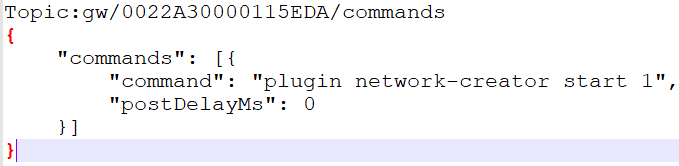 Topic:gw/0022A30000115EDA/commands
{
    "commands": [{
        "command": "plugin network-creator start 1",
        "postDelayMs": 0
    }]
}